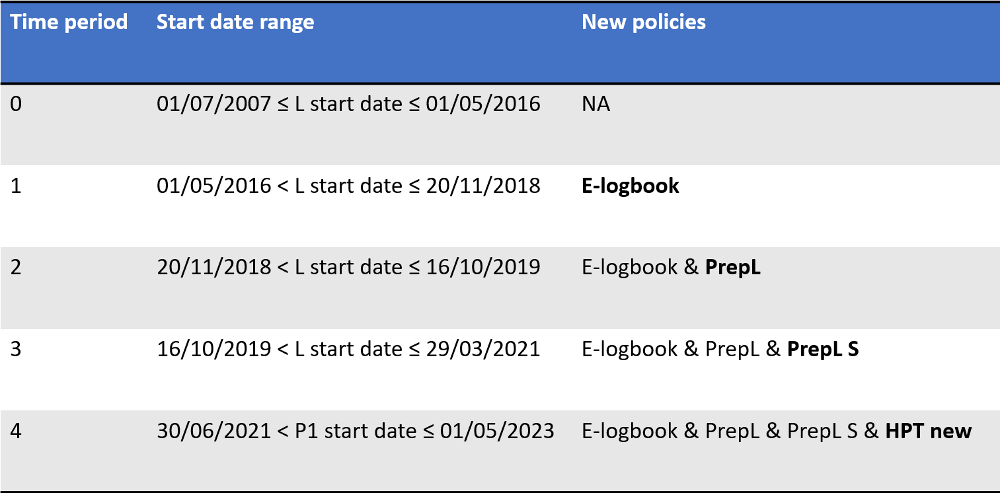 Time period Start date range New policies
0 01/07/2007 ≤ L start date ≤ 01/05/2016 NA
1 01/05/2016 < L start date ≤ 20/11/2018 E-logbook
2 20/11/2018 < L start date ≤ 16/10/2019 E-logbook & PrepL
3 16/10/2019 < L start date ≤ 29/03/2021 E-logbook & PrepL & PrepL S
4 30/06/2021 < P1 start date ≤ 01/05/2023 E-logbook & PrepL & PrepL S & HPT new